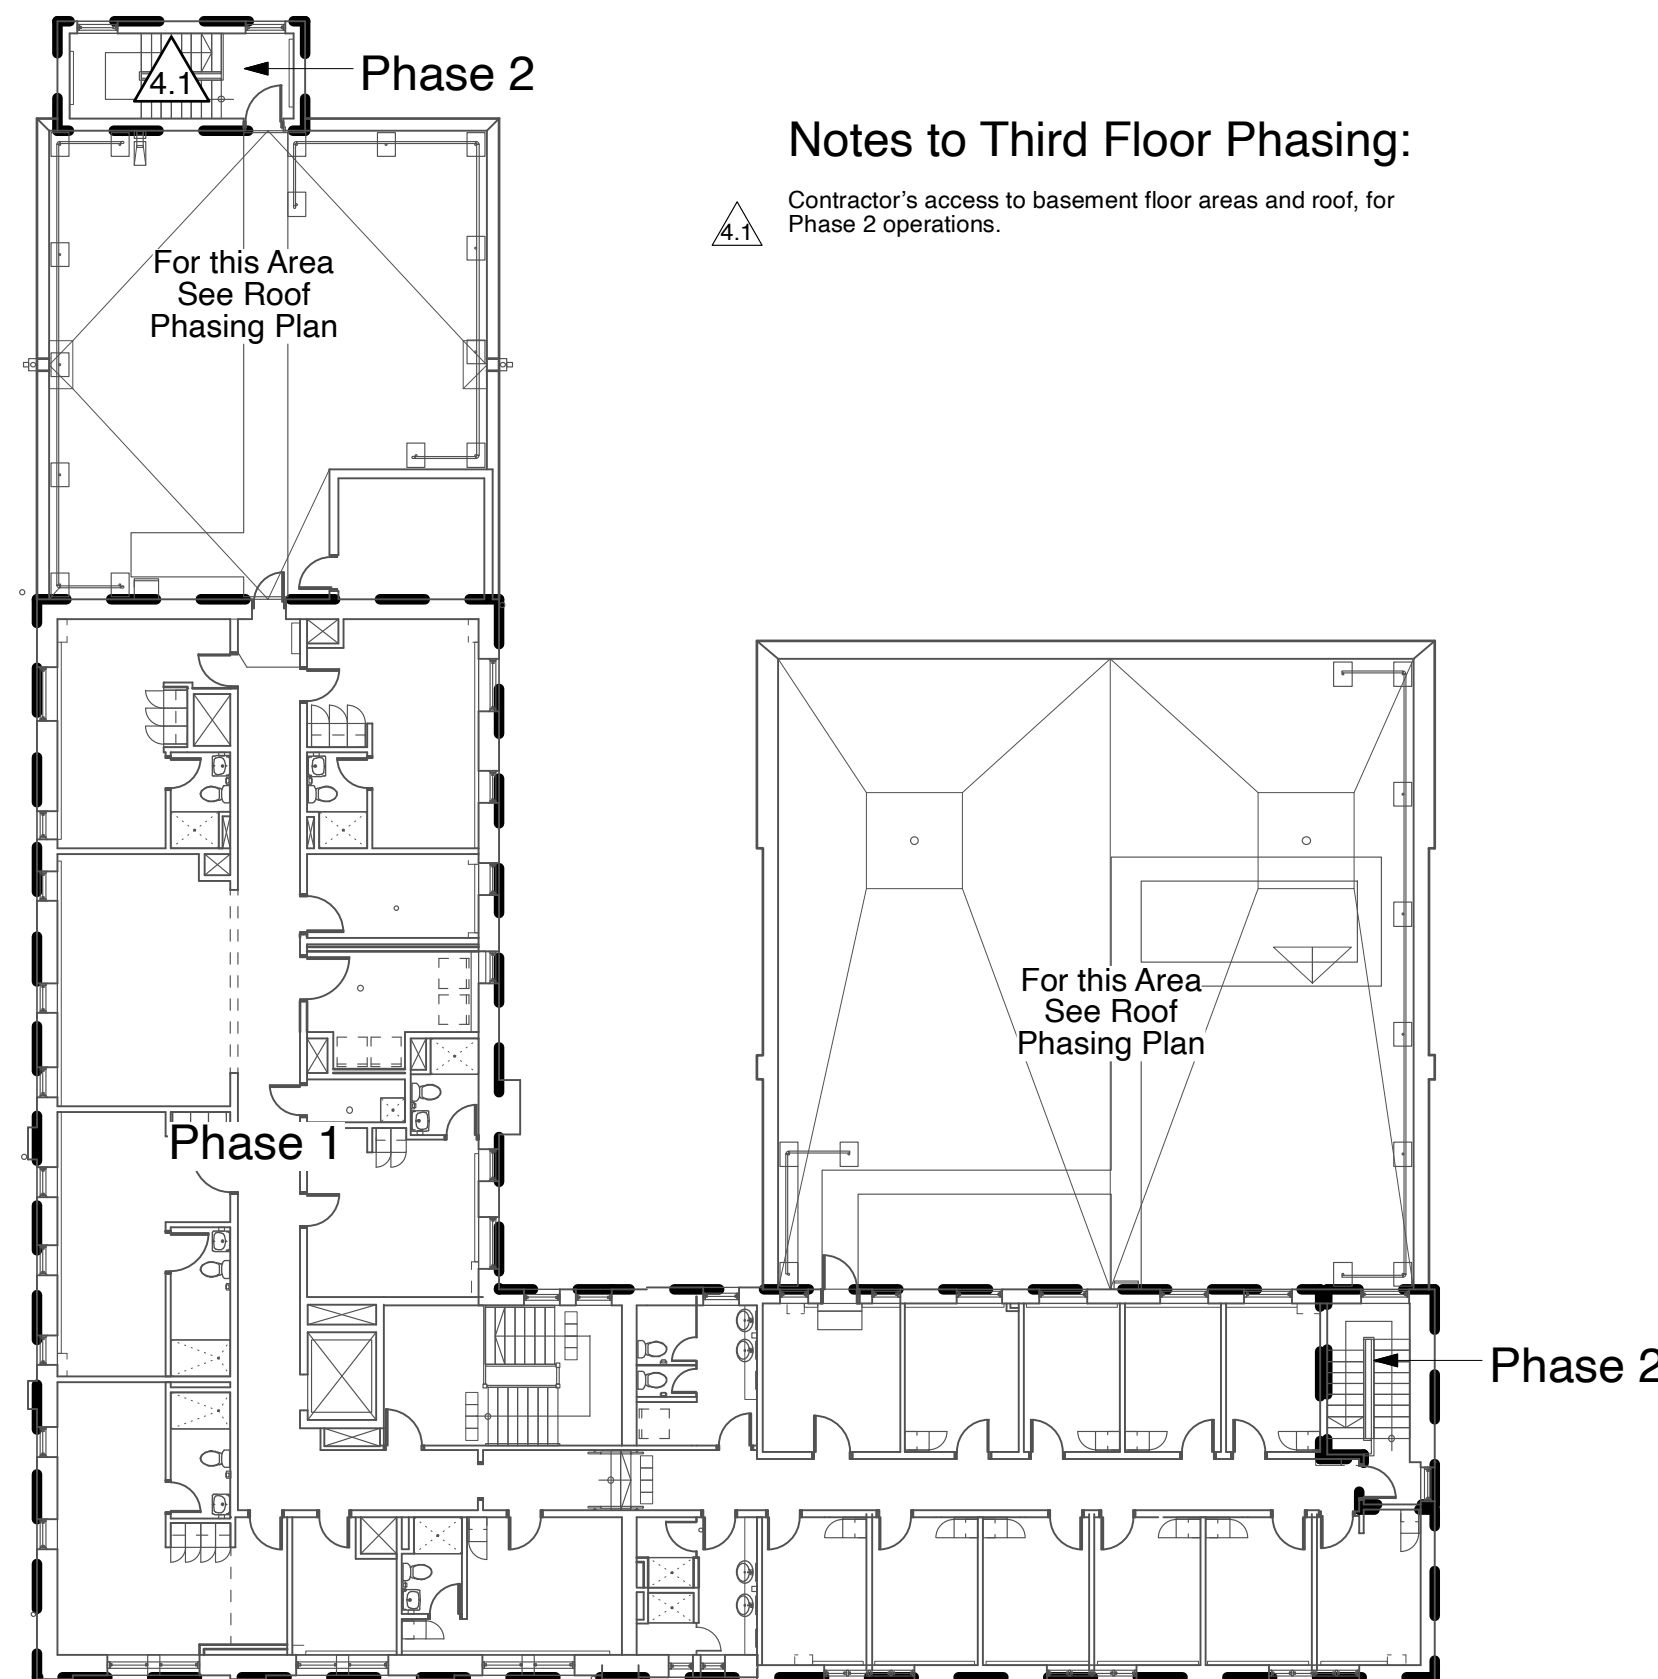 Phase 2
4.1
Notes to Third Floor Phasing:
Contractor’s access to basement floor areas and roof, for
4.1
Phase 2 operations.
For this Area
See Roof
Phasing Plan
For this Area
See Roof
Phasing Plan
Phase 1
Phase 2